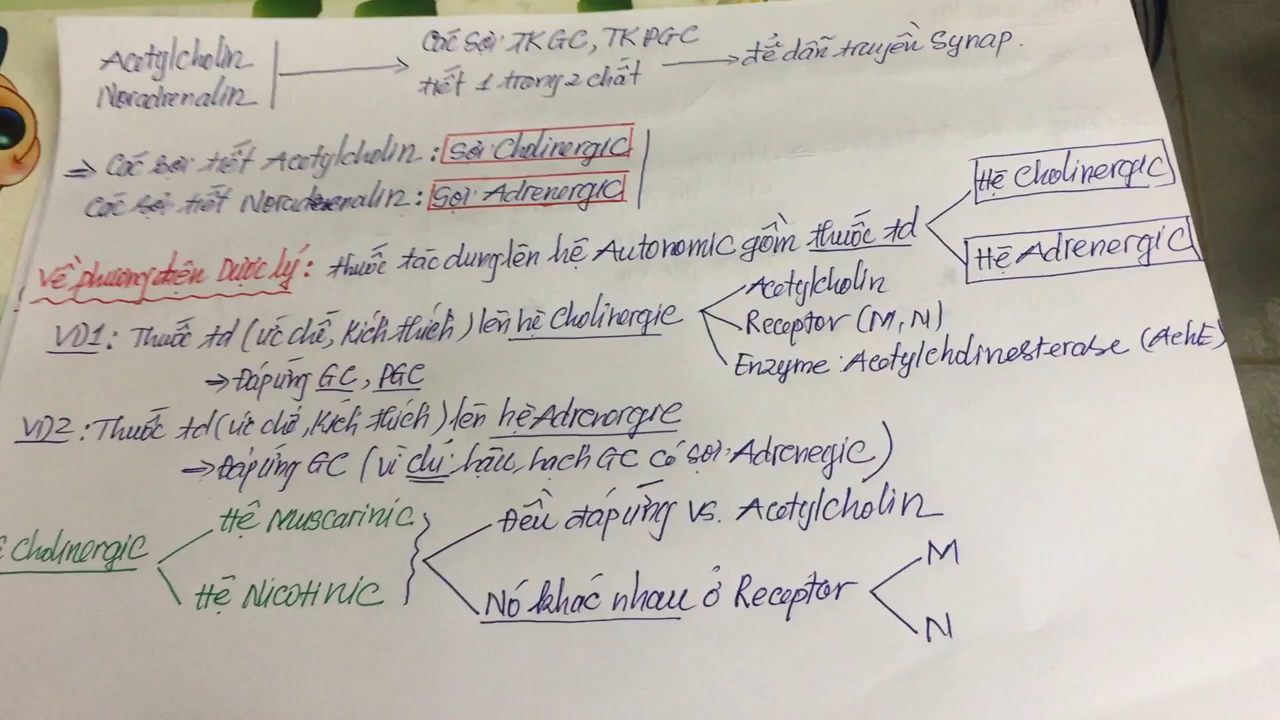 Acetylcholin
Noradrenalin
Các sợi TKGC, TKPGC
tiết 1 trong 2 chất
để dẫn truyền Synap.
⇒ Các sợi tiết Acetylcholin : Sợi Cholinergic
Các sợi tiết Noradrenalin : Sợi Adrenergic
Về phương diện Dược lý : thuốc tác dụng lên hệ Autonomic gồm thuốc td
Hệ Cholinergic
Hệ Adrenergic
VD1 : Thuốc td (ức chế, kích thích) lên hệ Cholinergic
Acetylcholin
Receptor (M, N)
Enzyme : Acetylcholinesterase (AchE)
⇒ Đáp ứng GC, PGC
VD2 : Thuốc td (ức chế, kích thích) lên hệ Adrenergic
⇒ Đáp ứng GC (vì chỉ hậu hạch GC có sợi Adrenegic)
Cholinergic
Hệ Muscarinic
Hệ Nicotinic
Đều đáp ứng vs. Acetylcholin
Nó khác nhau ở Receptor
M
N